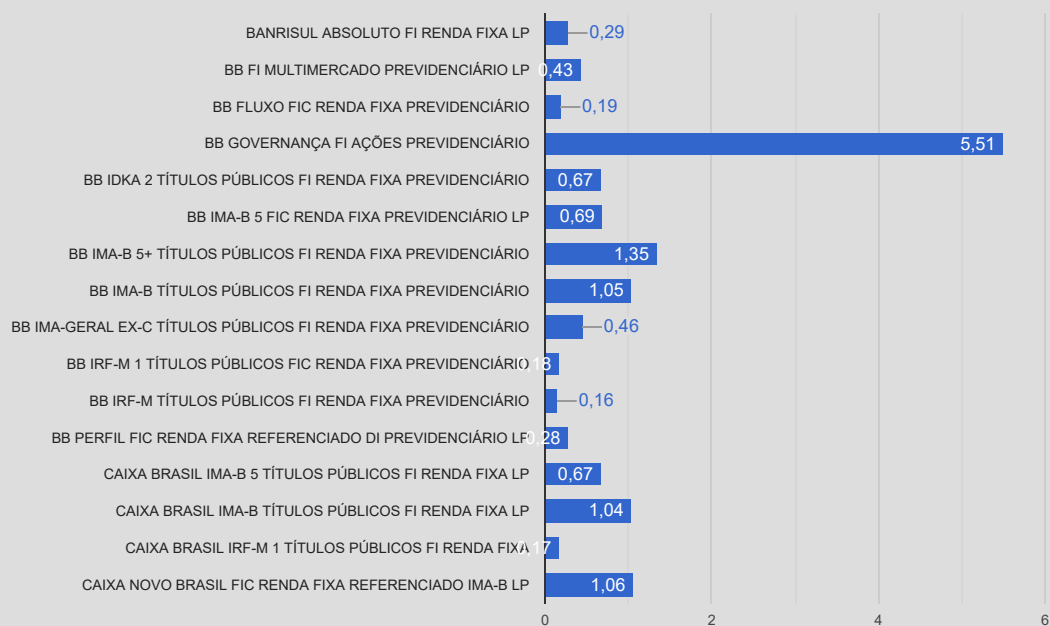 BANRISUL ABSOLUTO FI RENDA FIXA LP 0,29
BB FI MULTIMERCADO PREVIDENCIÁRIO LP 0,43
BB FLUXO FIC RENDA FIXA PREVIDENCIÁRIO 0,19
BB GOVERNANÇA FI AÇÕES PREVIDENCIÁRIO 5,51
BB IDKA 2 TÍTULOS PÚBLICOS FI RENDA FIXA PREVIDENCIÁRIO 0,67
BB IMA-B 5 FIC RENDA FIXA PREVIDENCIÁRIO LP 0,69
BB IMA-B 5+ TÍTULOS PÚBLICOS FI RENDA FIXA PREVIDENCIÁRIO 1,35
BB IMA-B TÍTULOS PÚBLICOS FI RENDA FIXA PREVIDENCIÁRIO 1,05
BB IMA-GERAL EX-C TÍTULOS PÚBLICOS FI RENDA FIXA PREVIDENCIÁRIO 0,46
BB IRF-M 1 TÍTULOS PÚBLICOS FIC RENDA FIXA PREVIDENCIÁRIO 0,18
BB IRF-M TÍTULOS PÚBLICOS FI RENDA FIXA PREVIDENCIÁRIO 0,16
BB PERFIL FIC RENDA FIXA REFERENCIADO DI PREVIDENCIÁRIO LP 0,28
CAIXA BRASIL IMA-B 5 TÍTULOS PÚBLICOS FI RENDA FIXA LP 0,67
CAIXA BRASIL IMA-B TÍTULOS PÚBLICOS FI RENDA FIXA LP 1,04
CAIXA BRASIL IRF-M 1 TÍTULOS PÚBLICOS FI RENDA FIXA 0,17
CAIXA NOVO BRASIL FIC RENDA FIXA REFERENCIADO IMA-B LP 1,06
0 2 4 6